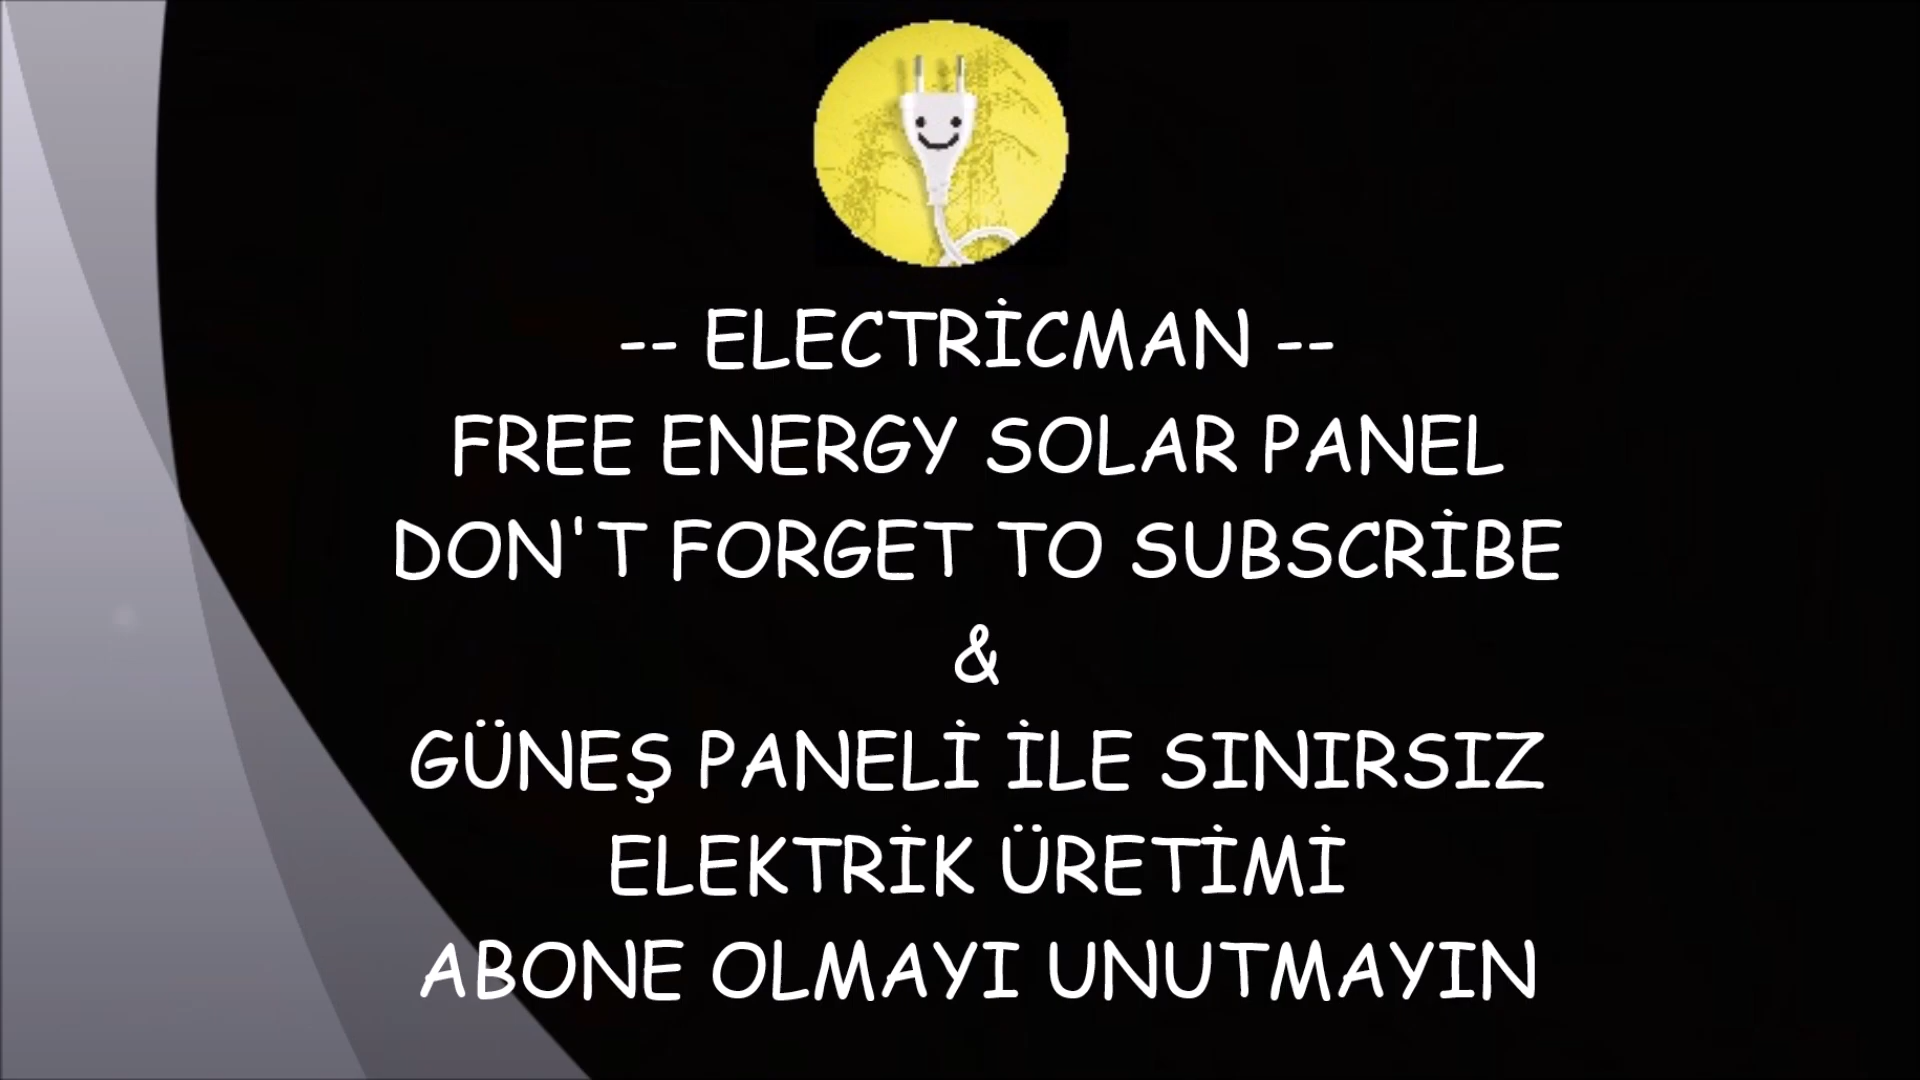 -- ELECTRİCMAN --
FREE ENERGY SOLAR PANEL
DON'T FORGET TO SUBSCRİBE
&
GÜNEŞ PANELİ İLE SINIRSIZ
ELEKTRİK ÜRETİMİ
ABONE OLMAYI UNUTMAYIN